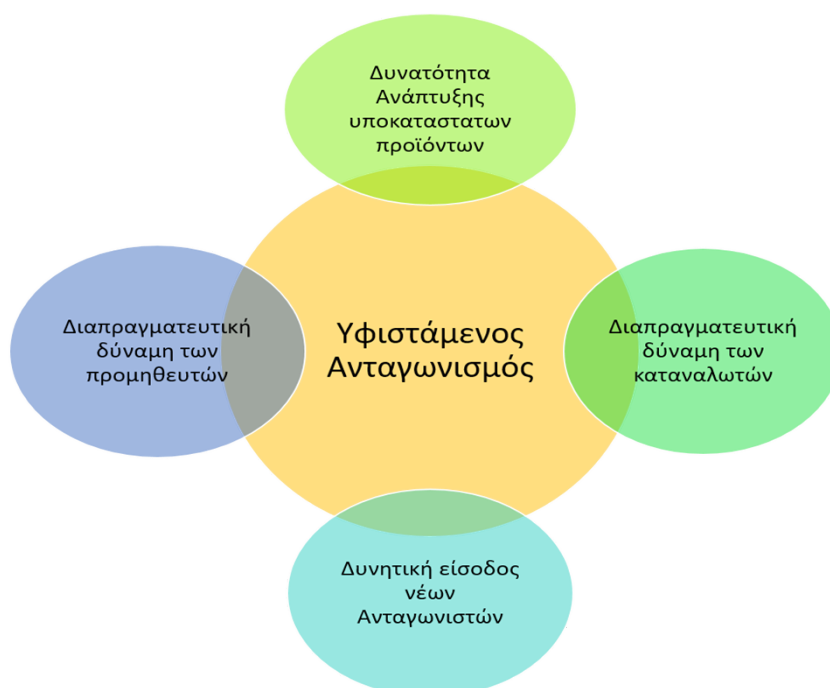 Δυνατότητα
Ανάπτυξης
υποκαταστατων
προϊόντων
Διαπραγματευτική
δύναμη των
προμηθευτών
Υφιστάμενος
Ανταγωνισμός
Διαπραγματευτική
δύναμη των
καταναλωτών
Δυνητική είσοδος
νέων
Ανταγωνιστών